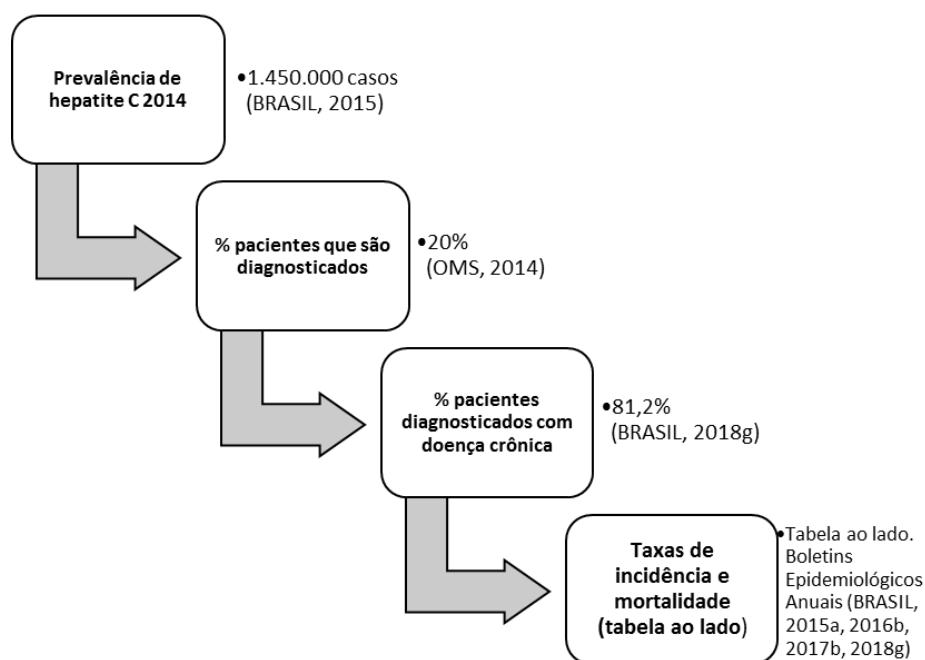 Prevalência de
hepatite C 2014
•1.450.000 casos
(BRASIL, 2015)
% pacientes que são
diagnosticados
•20%
(OMS, 2014)
% pacientes
diagnosticados com
doença crônica
•81,2%
(BRASIL, 2018g)
Taxas de
incidência e
mortalidade
(tabela ao lado)
•Tabela ao lado.
Boletins
Epidemiológicos
Anuais (BRASIL,
2015a, 2016b,
2017b, 2018g)